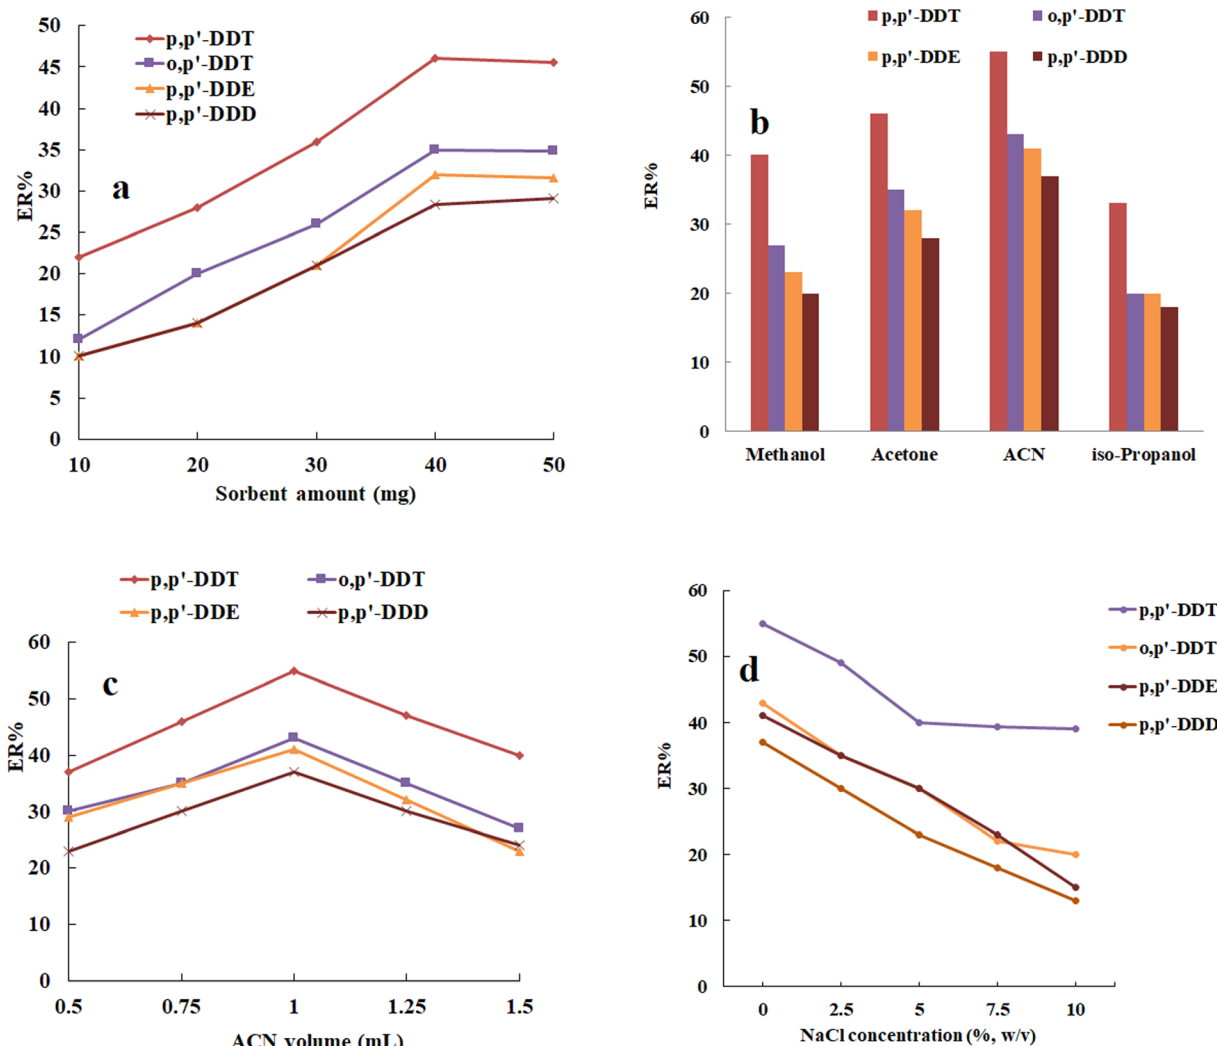 50
45
40
35
30
25
20
15
10
5
0
ER%
p,p'-DDT
o,p'-DDT
p,p'-DDE
p,p'-DDD
a
10 20 30 40 50
Sorbent amount (mg)
60
50
40
30
20
10
0
ER%
p,p'-DDT o,p'-DDT
p,p'-DDE p,p'-DDD
b
Methanol Acetone ACN iso-Propanol
p,p'-DDT o,p'-DDT
p,p'-DDE p,p'-DDD
60
50
40
30
20
10
0
ER%
c
0.5 0.75 1 1.25 1.5
ACN volume (mL)
60
50
40
30
20
10
0
ER%
d
p,p'-DDT
o,p'-DDT
p,p'-DDE
p,p'-DDD
0 2.5 5 7.5 10
NaCl concentration (%, w/v)